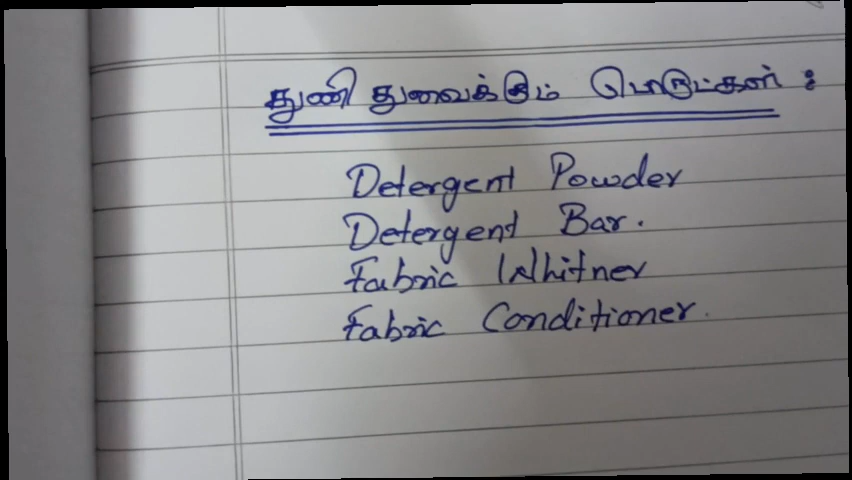 துணி துவைக்கும் பொருட்கள் :
Detergent Powder
Detergent Bar.
Fabric Whitner
Fabric Conditioner.